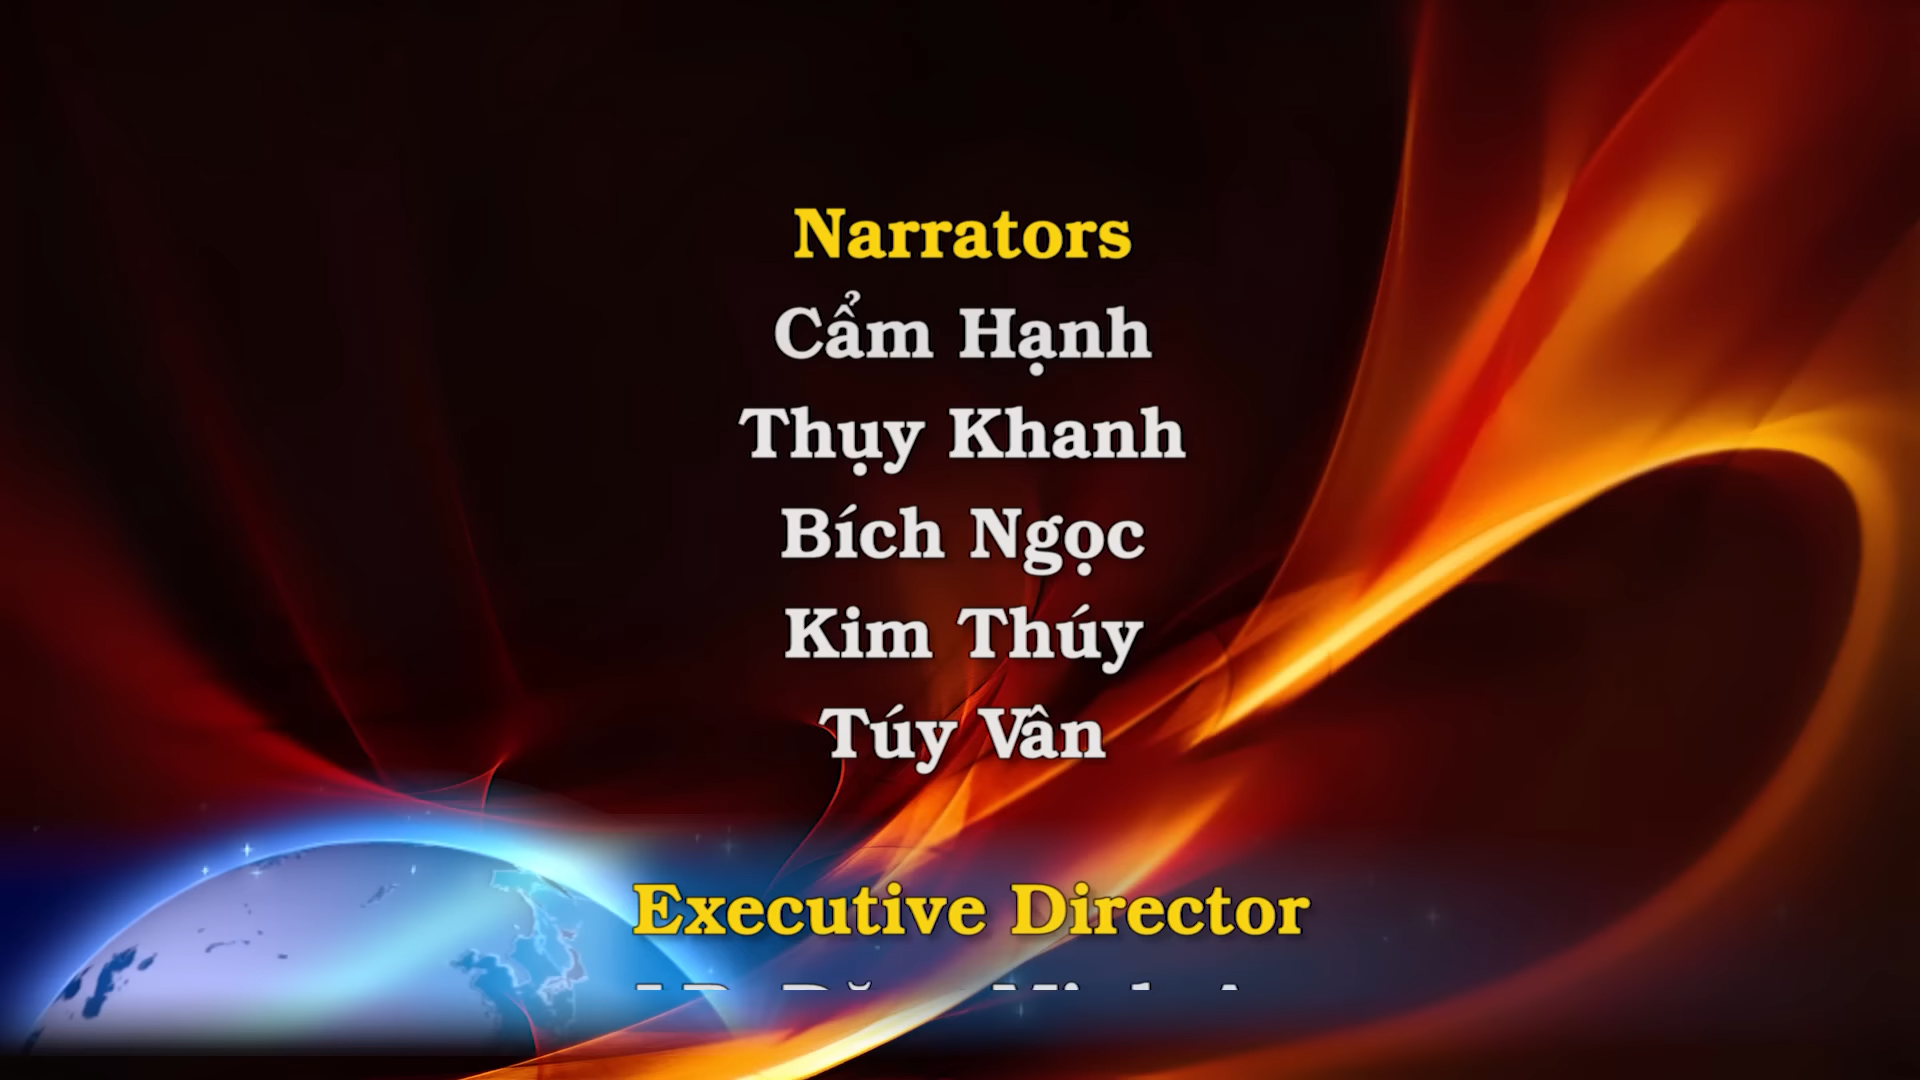 Narrators
Cẩm Hạnh
Thụy Khanh
Bích Ngọc
Kim Thúy
Túy Vân
Executive Director